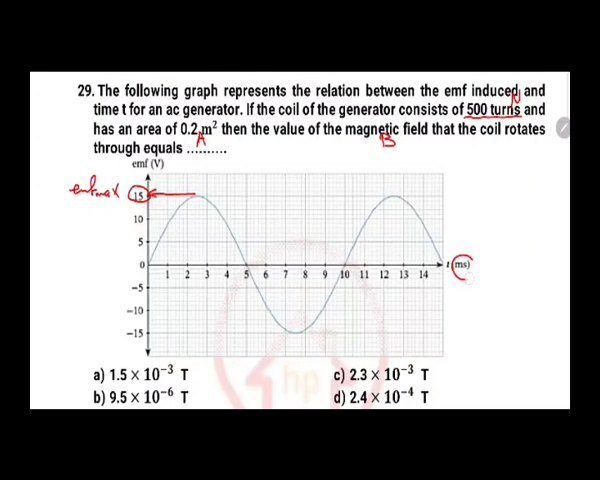 29. The following graph represents the relation between the emf induced and
N
time t for an ac generator. If the coil of the generator consists of 500 turns and
has an area of 0.2 m² then the value of the magnetic field that the coil rotates
A B
through equals ..........
emf (V)
emf max 15
10
5
0 1 2 3 4 5 6 7 8 9 10 11 12 13 14 t (ms)
−5
−10
−15
hp
a) 1.5 × 10⁻³ T c) 2.3 × 10⁻³ T
b) 9.5 × 10⁻⁶ T d) 2.4 × 10⁻⁴ T